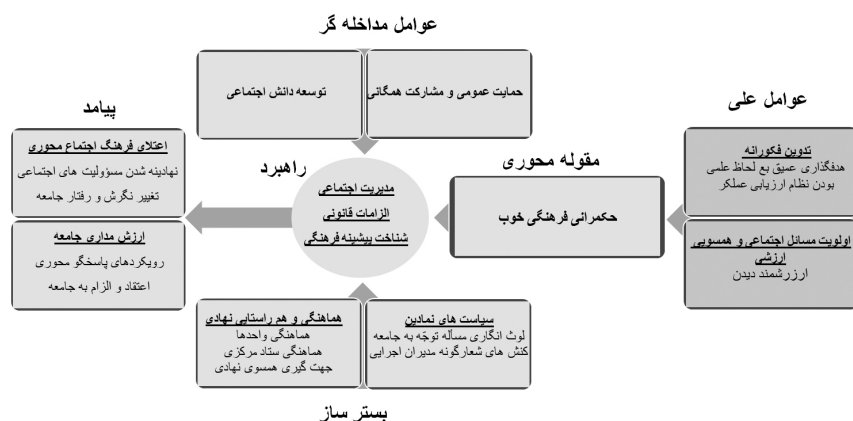 عوامل مداخله گر
حمایت عمومی و مشارکت همگانی
توسعه دانش اجتماعی
عوامل علی
تدوین فکورانه
هدفگذاری عمیق بع لحاظ علمی
بودن نظام ارزیابی عملکر
اولویت مسائل اجتماعی و همسویی
ارزشی
ارزرشمند دیدن
مقوله محوری
حکمرانی فرهنگی خوب
راهبرد
مدیریت اجتماعی
الزامات قانونی
شناخت پیشینه فرهنگی
پیامد
اعتلای فرهنگ اجتماع محوری
نهادینه شدن مسؤولیت های اجتماعی
تغییر نگرش و رفتار جامعه
ارزش مداری جامعه
رویکردهای پاسخگو محوری
اعتقاد و الزام به جامعه
سیاست های نمادین
لوث انگاری مسأله توجّه به جامعه
کنش های شعارگونه مدیران اجرایی
هماهنگی و هم راستایی نهادی
هماهنگی واحدها
هماهنگی ستاد مرکزی
جهت گیری همسوی نهادی
بستر ساز